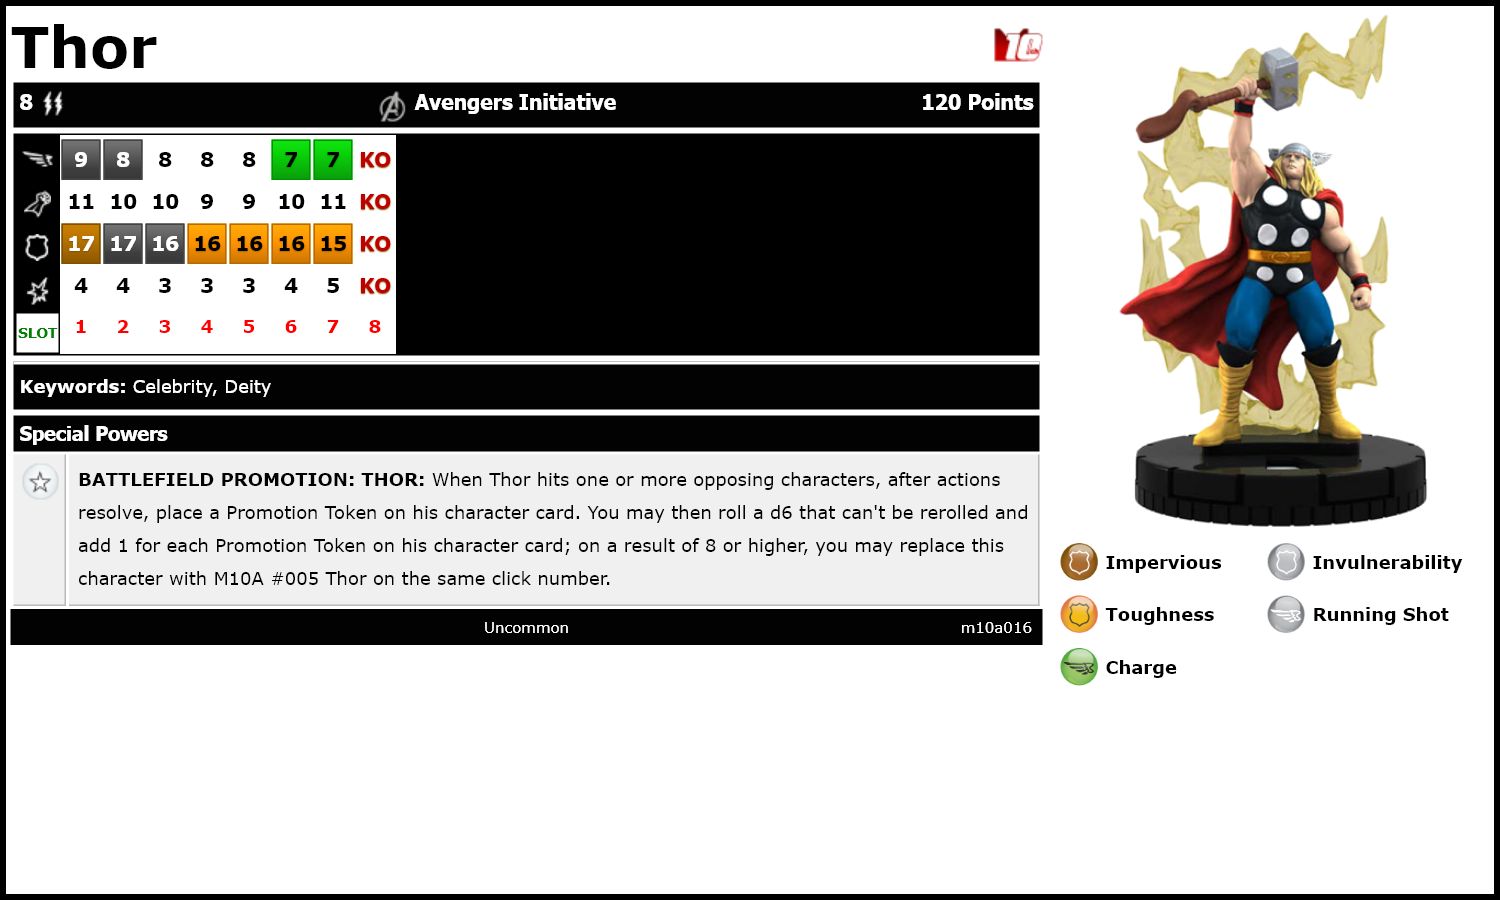 Thor
10
8 Avengers Initiative 120 Points
9 8 8 8 8 7 7 KO
11 10 10 9 9 10 11 KO
17 17 16 16 16 16 15 KO
4 4 3 3 3 4 5 KO
SLOT 1 2 3 4 5 6 7 8
Keywords: Celebrity, Deity
Special Powers
BATTLEFIELD PROMOTION: THOR: When Thor hits one or more opposing characters, after actions
resolve, place a Promotion Token on his character card. You may then roll a d6 that can't be rerolled and
add 1 for each Promotion Token on his character card; on a result of 8 or higher, you may replace this
character with M10A #005 Thor on the same click number.
Uncommon m10a016
Impervious Invulnerability
Toughness Running Shot
Charge